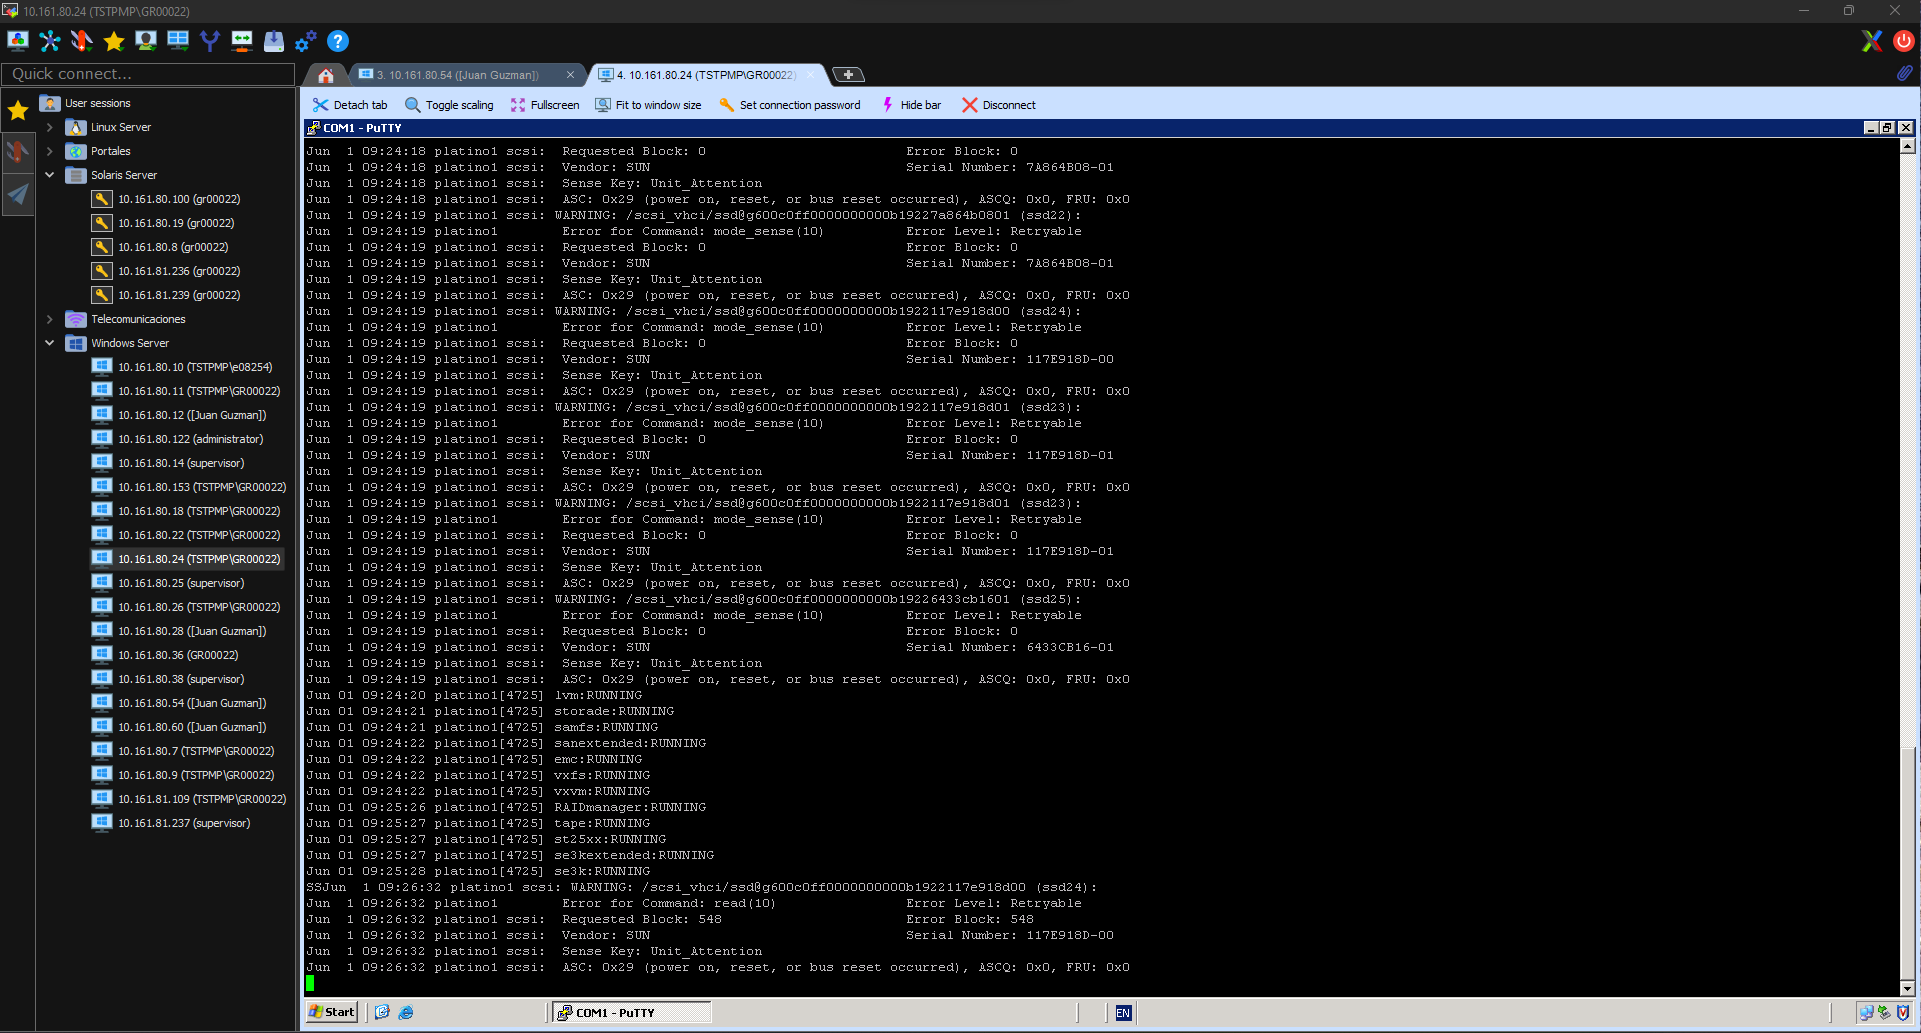 10.161.80.24 (TSTPMP\GR00022)
Quick connect...
3. 10.161.80.54 ([Juan Guzman])
4. 10.161.80.24 (TSTPMP\GR00022)
Detach tab
Toggle scaling
Fullscreen
Fit to window size
Set connection password
Hide bar
Disconnect
User sessions
Linux Server
Portales
Solaris Server
10.161.80.100 (gr00022)
10.161.80.19 (gr00022)
10.161.80.8 (gr00022)
10.161.81.236 (gr00022)
10.161.81.239 (gr00022)
Telecomunicaciones
Windows Server
10.161.80.10 (TSTPMP\e08254)
10.161.80.11 (TSTPMP\GR00022)
10.161.80.12 ([Juan Guzman])
10.161.80.122 (administrator)
10.161.80.14 (supervisor)
10.161.80.153 (TSTPMP\GR00022)
10.161.80.18 (TSTPMP\GR00022)
10.161.80.22 (TSTPMP\GR00022)
10.161.80.24 (TSTPMP\GR00022)
10.161.80.25 (supervisor)
10.161.80.26 (TSTPMP\GR00022)
10.161.80.28 ([Juan Guzman])
10.161.80.36 (GR00022)
10.161.80.38 (supervisor)
10.161.80.54 ([Juan Guzman])
10.161.80.60 ([Juan Guzman])
10.161.80.7 (TSTPMP\GR00022)
10.161.80.9 (TSTPMP\GR00022)
10.161.81.109 (TSTPMP\GR00022)
10.161.81.237 (supervisor)
COM1 - PuTTY
Jun  1 09:24:18 platino1 scsi:  Requested Block: 0                         Error Block: 0
Jun  1 09:24:18 platino1 scsi:  Vendor: SUN                                Serial Number: 7A864B08-01
Jun  1 09:24:18 platino1 scsi:  Sense Key: Unit_Attention
Jun  1 09:24:18 platino1 scsi:  ASC: 0x29 (power on, reset, or bus reset occurred), ASCQ: 0x0, FRU: 0x0
Jun  1 09:24:19 platino1 scsi: WARNING: /scsi_vhci/ssd@g600c0ff0000000000b19227a864b0801 (ssd22):
Jun  1 09:24:19 platino1        Error for Command: mode_sense(10)          Error Level: Retryable
Jun  1 09:24:19 platino1 scsi:  Requested Block: 0                         Error Block: 0
Jun  1 09:24:19 platino1 scsi:  Vendor: SUN                                Serial Number: 7A864B08-01
Jun  1 09:24:19 platino1 scsi:  Sense Key: Unit_Attention
Jun  1 09:24:19 platino1 scsi:  ASC: 0x29 (power on, reset, or bus reset occurred), ASCQ: 0x0, FRU: 0x0
Jun  1 09:24:19 platino1 scsi: WARNING: /scsi_vhci/ssd@g600c0ff0000000000b1922117e918d00 (ssd24):
Jun  1 09:24:19 platino1        Error for Command: mode_sense(10)          Error Level: Retryable
Jun  1 09:24:19 platino1 scsi:  Requested Block: 0                         Error Block: 0
Jun  1 09:24:19 platino1 scsi:  Vendor: SUN                                Serial Number: 117E918D-00
Jun  1 09:24:19 platino1 scsi:  Sense Key: Unit_Attention
Jun  1 09:24:19 platino1 scsi:  ASC: 0x29 (power on, reset, or bus reset occurred), ASCQ: 0x0, FRU: 0x0
Jun  1 09:24:19 platino1 scsi: WARNING: /scsi_vhci/ssd@g600c0ff0000000000b1922117e918d01 (ssd23):
Jun  1 09:24:19 platino1        Error for Command: mode_sense(10)          Error Level: Retryable
Jun  1 09:24:19 platino1 scsi:  Requested Block: 0                         Error Block: 0
Jun  1 09:24:19 platino1 scsi:  Vendor: SUN                                Serial Number: 117E918D-01
Jun  1 09:24:19 platino1 scsi:  Sense Key: Unit_Attention
Jun  1 09:24:19 platino1 scsi:  ASC: 0x29 (power on, reset, or bus reset occurred), ASCQ: 0x0, FRU: 0x0
Jun  1 09:24:19 platino1 scsi: WARNING: /scsi_vhci/ssd@g600c0ff0000000000b1922117e918d01 (ssd23):
Jun  1 09:24:19 platino1        Error for Command: mode_sense(10)          Error Level: Retryable
Jun  1 09:24:19 platino1 scsi:  Requested Block: 0                         Error Block: 0
Jun  1 09:24:19 platino1 scsi:  Vendor: SUN                                Serial Number: 117E918D-01
Jun  1 09:24:19 platino1 scsi:  Sense Key: Unit_Attention
Jun  1 09:24:19 platino1 scsi:  ASC: 0x29 (power on, reset, or bus reset occurred), ASCQ: 0x0, FRU: 0x0
Jun  1 09:24:19 platino1 scsi: WARNING: /scsi_vhci/ssd@g600c0ff0000000000b19226433cb1601 (ssd25):
Jun  1 09:24:19 platino1        Error for Command: mode_sense(10)          Error Level: Retryable
Jun  1 09:24:19 platino1 scsi:  Requested Block: 0                         Error Block: 0
Jun  1 09:24:19 platino1 scsi:  Vendor: SUN                                Serial Number: 6433CB16-01
Jun  1 09:24:19 platino1 scsi:  Sense Key: Unit_Attention
Jun  1 09:24:19 platino1 scsi:  ASC: 0x29 (power on, reset, or bus reset occurred), ASCQ: 0x0, FRU: 0x0
Jun 01 09:24:20 platino1[4725] lvm:RUNNING
Jun 01 09:24:21 platino1[4725] storade:RUNNING
Jun 01 09:24:21 platino1[4725] samfs:RUNNING
Jun 01 09:24:22 platino1[4725] sanextended:RUNNING
Jun 01 09:24:22 platino1[4725] emc:RUNNING
Jun 01 09:24:22 platino1[4725] vxfs:RUNNING
Jun 01 09:24:22 platino1[4725] vxvm:RUNNING
Jun 01 09:25:26 platino1[4725] RAIDmanager:RUNNING
Jun 01 09:25:27 platino1[4725] tape:RUNNING
Jun 01 09:25:27 platino1[4725] st25xx:RUNNING
Jun 01 09:25:27 platino1[4725] se3kextended:RUNNING
Jun 01 09:25:28 platino1[4725] se3k:RUNNING
SSJun  1 09:26:32 platino1 scsi: WARNING: /scsi_vhci/ssd@g600c0ff0000000000b1922117e918d00 (ssd24):
Jun  1 09:26:32 platino1        Error for Command: read(10)                Error Level: Retryable
Jun  1 09:26:32 platino1 scsi:  Requested Block: 548                       Error Block: 548
Jun  1 09:26:32 platino1 scsi:  Vendor: SUN                                Serial Number: 117E918D-00
Jun  1 09:26:32 platino1 scsi:  Sense Key: Unit_Attention
Jun  1 09:26:32 platino1 scsi:  ASC: 0x29 (power on, reset, or bus reset occurred), ASCQ: 0x0, FRU: 0x0
Start
COM1 - PuTTY
EN